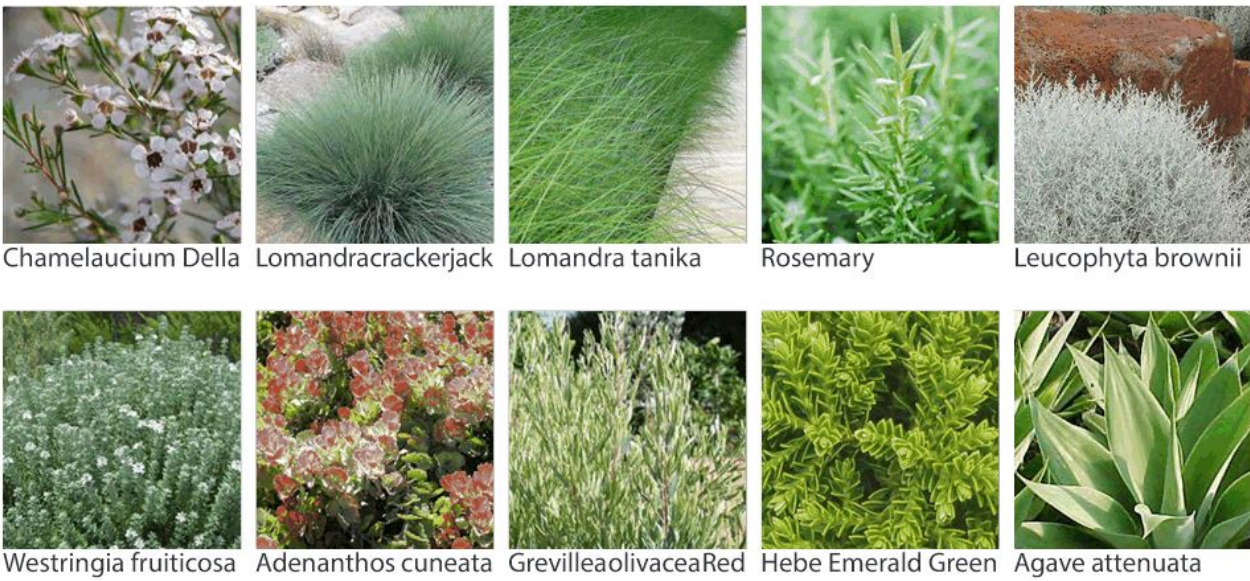 Chamelaucium Della
Lomandracrackerjack
Lomandra tanika
Rosemary
Leucophyta brownii
Westringia fruiticosa
Adenanthos cuneata
GrevilleaolivaceaRed
Hebe Emerald Green
Agave attenuata